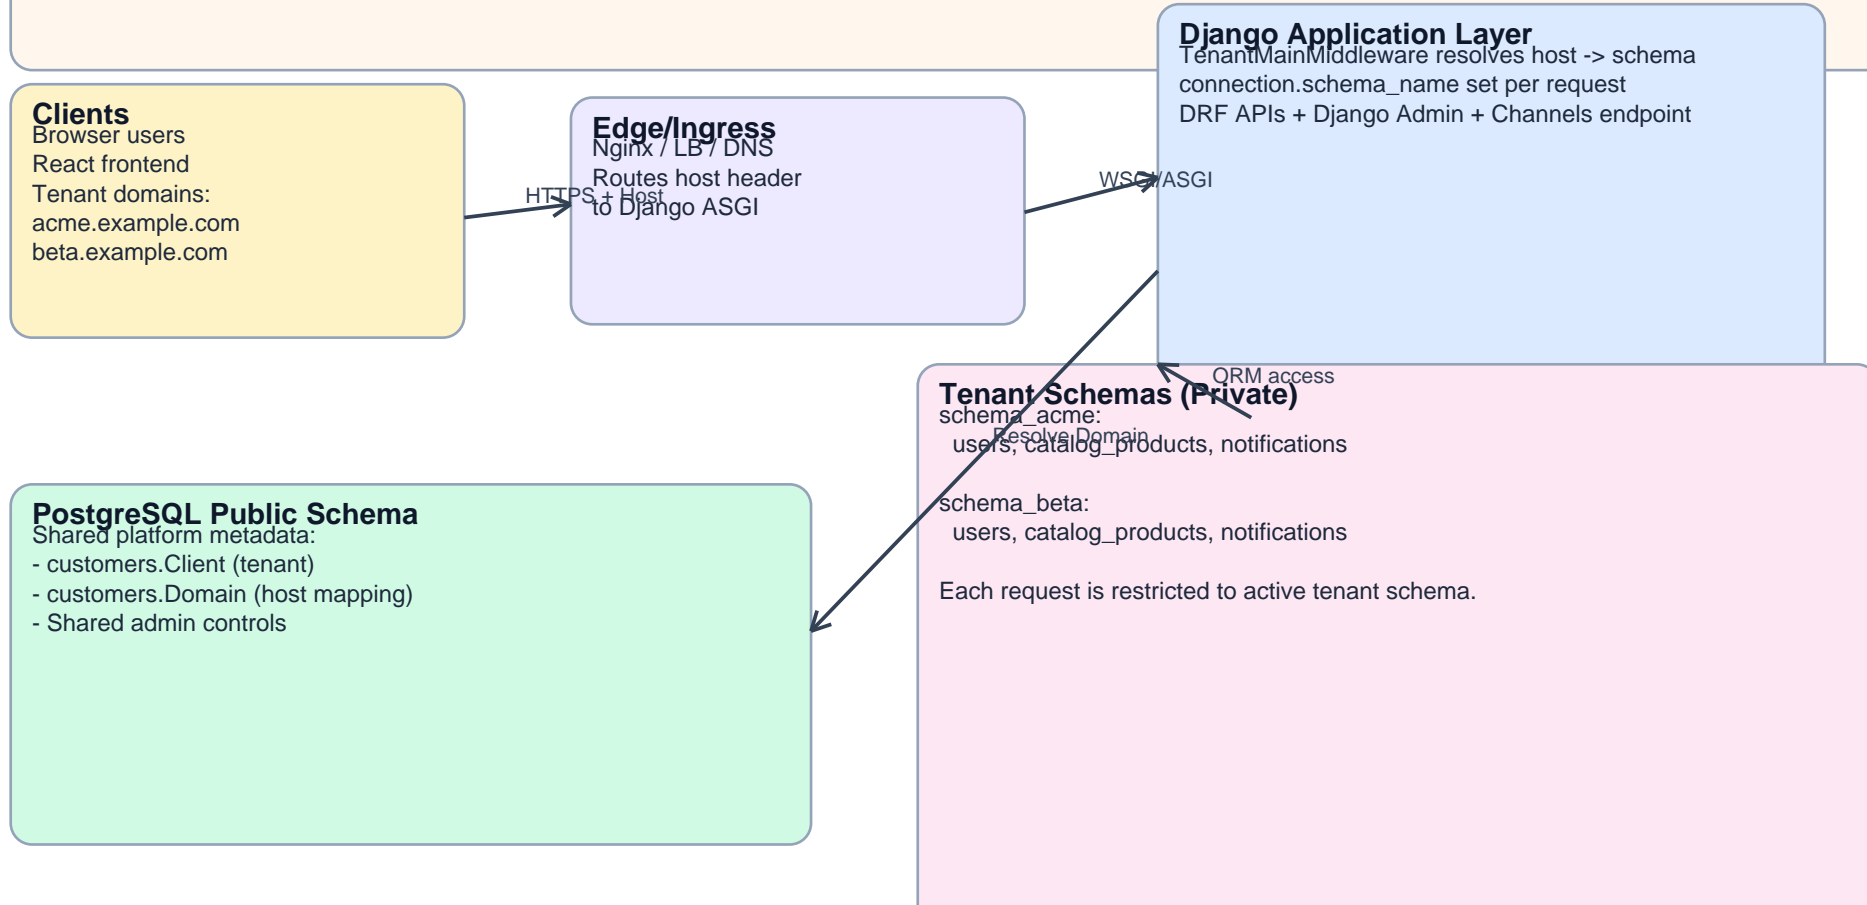 Django Application Layer
TenantMainMiddleware resolves host -> schema
connection.schema_name set per request
DRF APIs + Django Admin + Channels endpoint
Clients
Browser users
React frontend
Tenant domains:
acme.example.com
beta.example.com
HTTPS + Host
Edge/Ingress
Nginx / LB / DNS
Routes host header
to Django ASGI
WSGI/ASGI
ORM access
Resolve Domain
Tenant Schemas (Private)
schema_acme:
users, catalog_products, notifications
schema_beta:
users, catalog_products, notifications
Each request is restricted to active tenant schema.
PostgreSQL Public Schema
Shared platform metadata:
- customers.Client (tenant)
- customers.Domain (host mapping)
- Shared admin controls